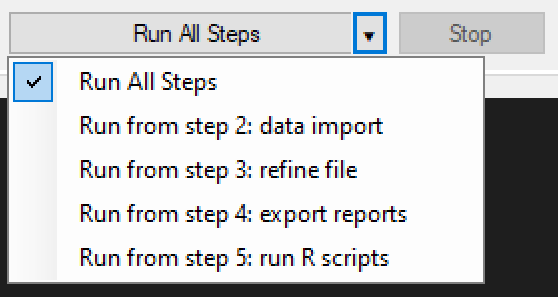 Run All Steps
Stop
Run All Steps
Run from step 2: data import
Run from step 3: refine file
Run from step 4: export reports
Run from step 5: run R scripts